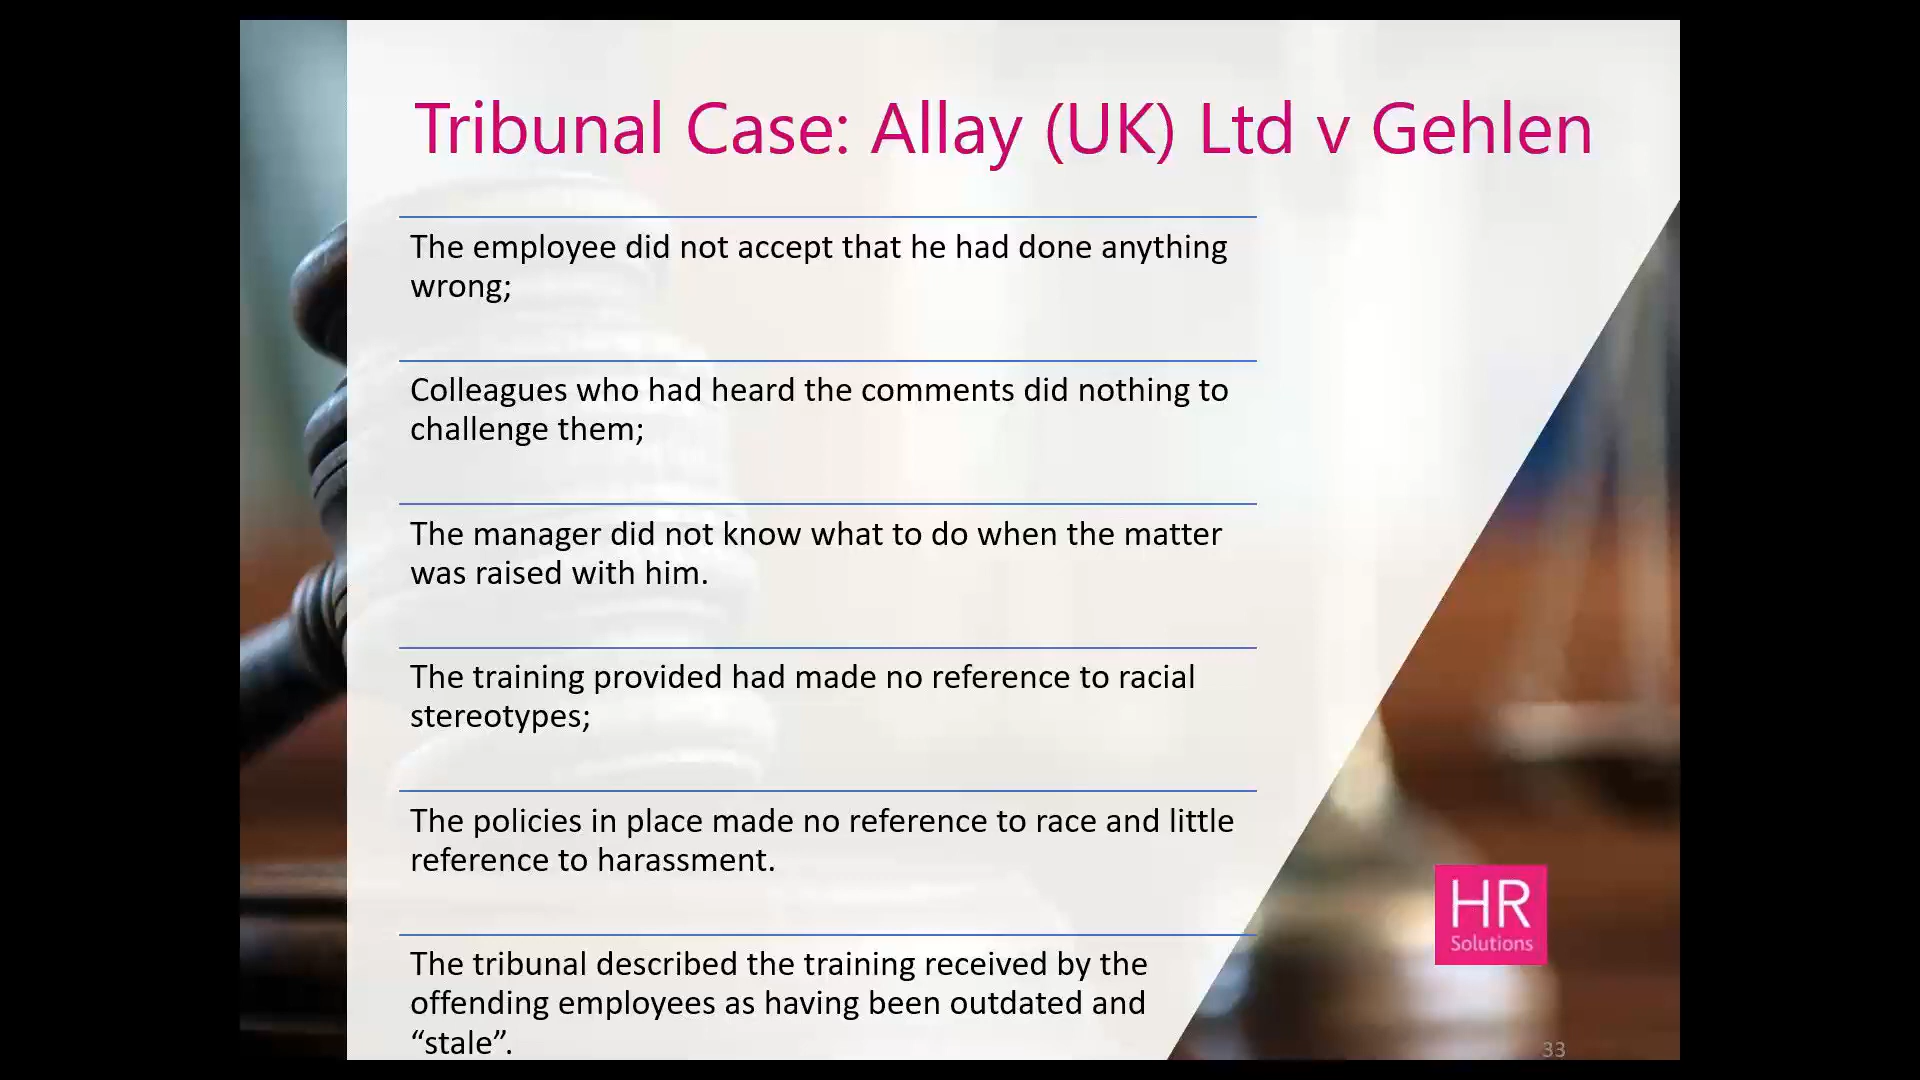 Tribunal Case: Allay (UK) Ltd v Gehlen
The employee did not accept that he had done anything
wrong;
Colleagues who had heard the comments did nothing to
challenge them;
The manager did not know what to do when the matter
was raised with him.
The training provided had made no reference to racial
stereotypes;
The policies in place made no reference to race and little
reference to harassment.
The tribunal described the training received by the
offending employees as having been outdated and
“stale”.
HR
Solutions
33